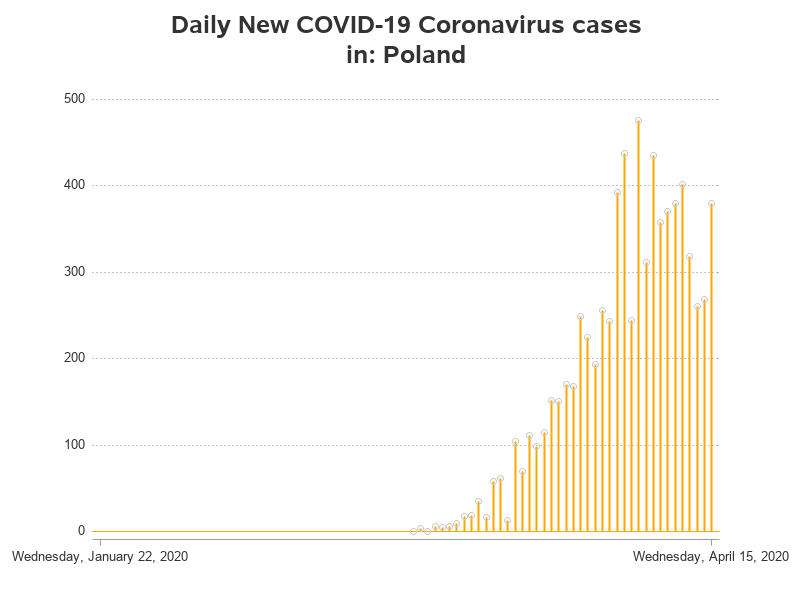 Daily New COVID-19 Coronavirus cases
in: Poland
500
400
300
200
100
0
Wednesday, January 22, 2020
Wednesday, April 15, 2020